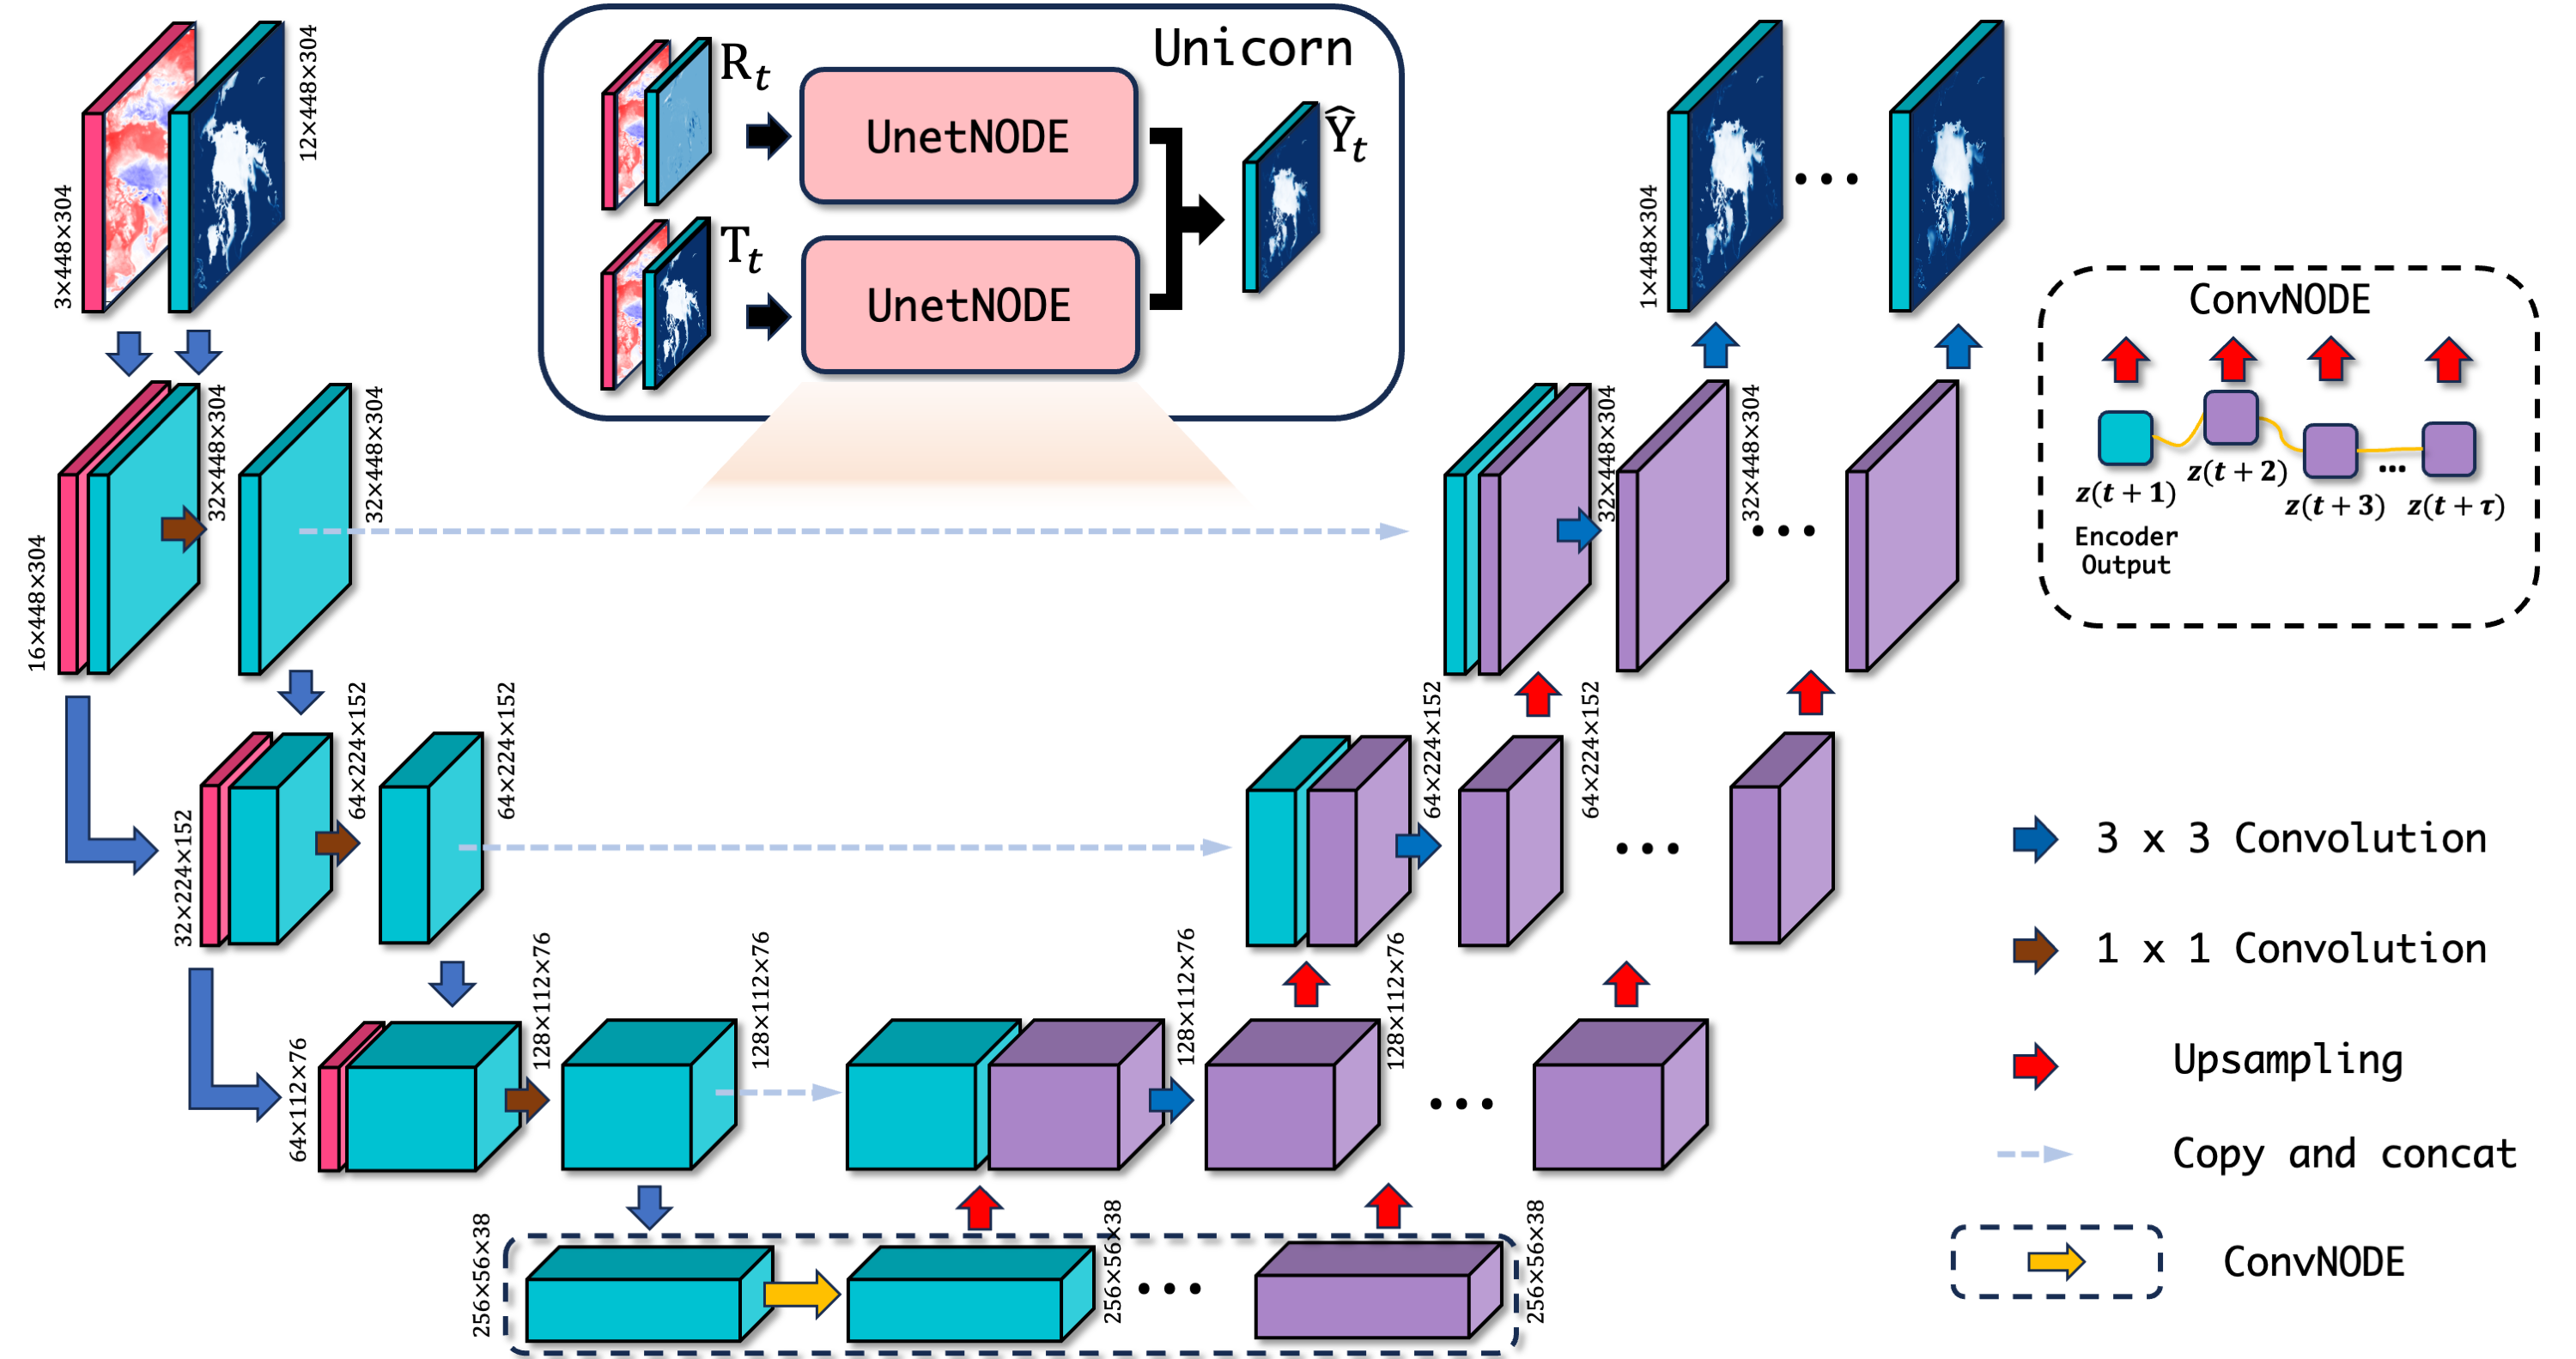 3×448×304
12×448×304
R_t
UnetNODE
T_t
UnetNODE
Unicorn
Ŷ_t
1×448×304
16×448×304
32×448×304
32×448×304
32×448×304
32×448×304
ConvNODE
z(t + 1)
z(t + 2)
z(t + 3)
...
z(t + τ)
Encoder
Output
32×224×152
64×224×152
64×224×152
64×224×152
64×224×152
64×112×76
128×112×76
128×112×76
128×112×76
128×112×76
256×56×38
256×56×38
256×56×38
3 x 3 Convolution
1 x 1 Convolution
Upsampling
Copy and concat
ConvNODE